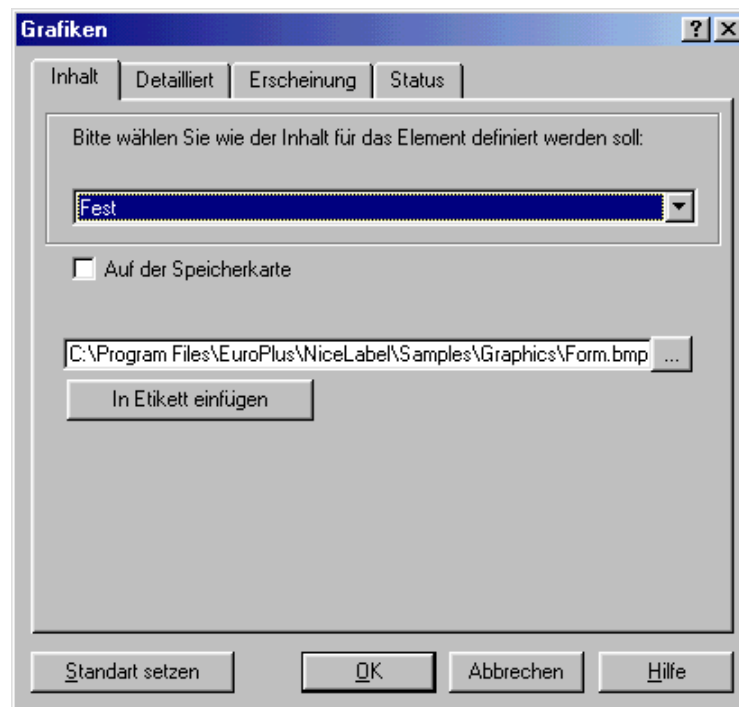 Grafiken
Inhalt Detailliert Erscheinung Status
Bitte wählen Sie wie der Inhalt für das Element definiert werden soll:
Fest
Auf der Speicherkarte
C:\Program Files\EuroPlus\NiceLabel\Samples\Graphics\Form.bmp ...
In Etikett einfügen
Standart setzen OK Abbrechen Hilfe